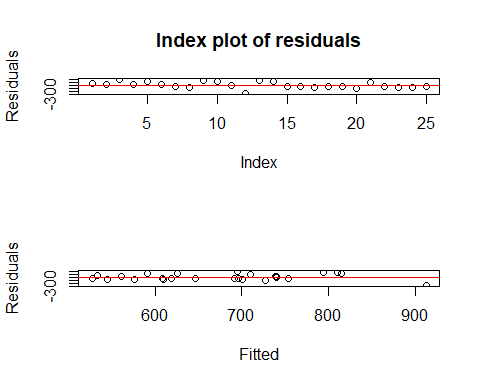 Index plot of residuals
Residuals
-300
5 10 15 20 25
Index
Residuals
-300
600 700 800 900
Fitted